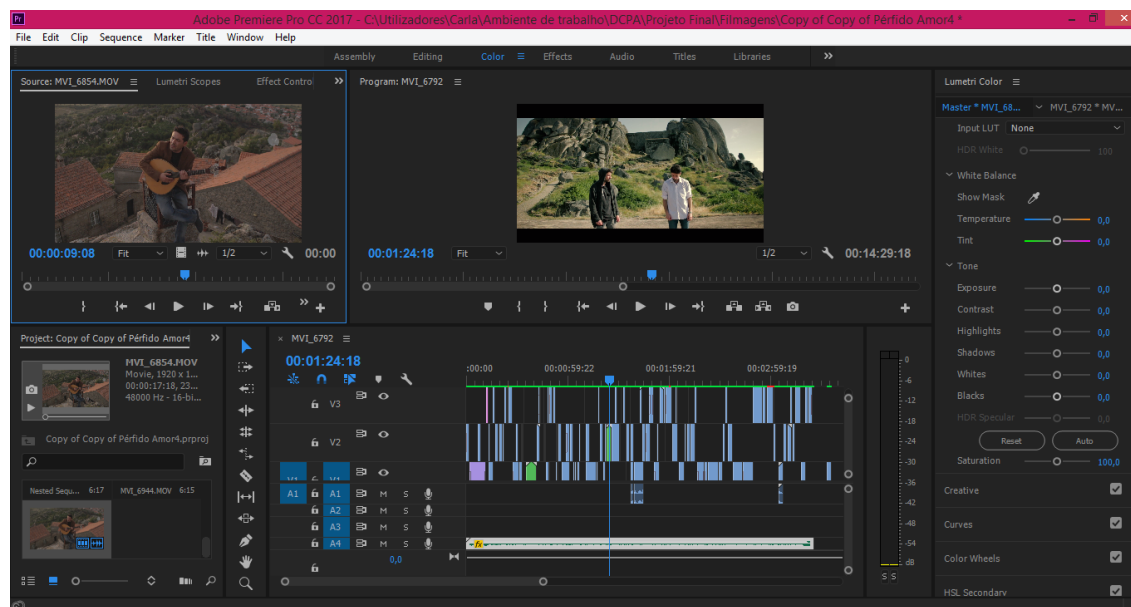 Pr Adobe Premiere Pro CC 2017 - C:\Utilizadores\Carla\Ambiente de trabalho\DCPA\Projeto Final\Filmagens\Copy of Copy of Pérfido Amor4 *
File Edit Clip Sequence Marker Title Window Help
Assembly Editing Color Effects Audio Titles Libraries
Source: MVI_6854.MOV Lumetri Scopes Effect Contro
Program: MVI_6792
Lumetri Color
Master * MVI_68... MVI_6792 * MV...
Input LUT None
HDR White 100
White Balance
Show Mask
Temperature 0,0
Tint 0,0
Tone
Exposure 0,0
Contrast 0,0
Highlights 0,0
Shadows 0,0
Whites 0,0
Blacks 0,0
HDR Specular 0,0
Reset Auto
Saturation 100,0
Creative
Curves
Color Wheels
HSL Secondary
00:00:09:08 Fit 1/2 00:00
00:01:24:18 Fit 1/2 00:14:29:18
Project: Copy of Copy of Pérfido Amor4
MVI_6854.MOV
Movie, 1920 x 1...
00:00:17:18, 23...
48000 Hz - 16-bi...
Copy of Copy of Pérfido Amor4.prproj
Nested Sequ... 6:17 MVI_6944.MOV 6:15
MVI_6792
00:01:24:18
:00:00 00:00:59:22 00:01:59:21 00:02:59:19
V3
V2
V1 V1
A1 A1 M S
A2 M S
A3 M S
A4 M S
fx
0,0
0
-6
-12
-18
-24
-30
-36
-42
-48
-54
dB
S S